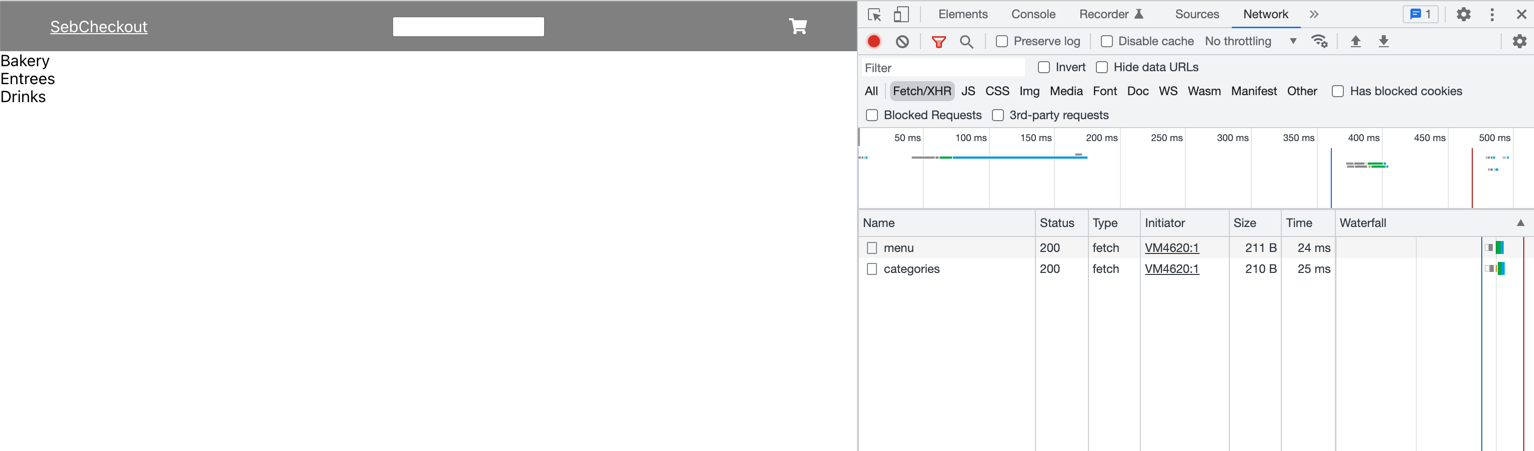 SebCheckout
Bakery
Entrees
Drinks
Elements Console Recorder Sources Network » 1
Preserve log Disable cache No throttling
Filter Invert Hide data URLs
All Fetch/XHR JS CSS Img Media Font Doc WS Wasm Manifest Other Has blocked cookies
Blocked Requests 3rd-party requests
50 ms 100 ms 150 ms 200 ms 250 ms 300 ms 350 ms 400 ms 450 ms 500 ms
Name Status Type Initiator Size Time Waterfall
menu 200 fetch VM4620:1 211 B 24 ms
categories 200 fetch VM4620:1 210 B 25 ms